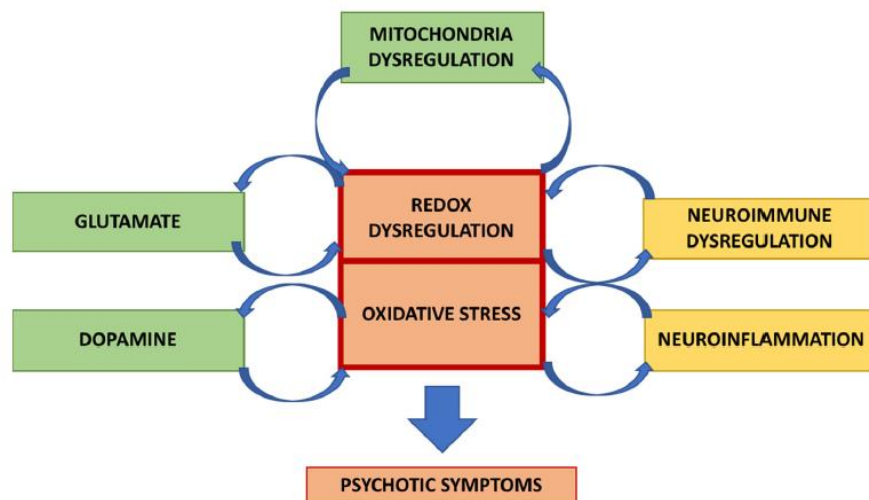 MITOCHONDRIA
DYSREGULATION
GLUTAMATE
REDOX
DYSREGULATION
NEUROIMMUNE
DYSREGULATION
DOPAMINE
OXIDATIVE STRESS
NEUROINFLAMMATION
PSYCHOTIC SYMPTOMS